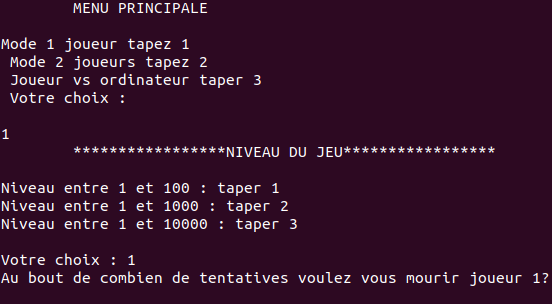 MENU PRINCIPALE
Mode 1 joueur tapez 1
Mode 2 joueurs tapez 2
Joueur vs ordinateur taper 3
Votre choix :
1
*****************NIVEAU DU JEU*****************
Niveau entre 1 et 100 : taper 1
Niveau entre 1 et 1000 : taper 2
Niveau entre 1 et 10000 : taper 3
Votre choix : 1
Au bout de combien de tentatives voulez vous mourir joueur 1?